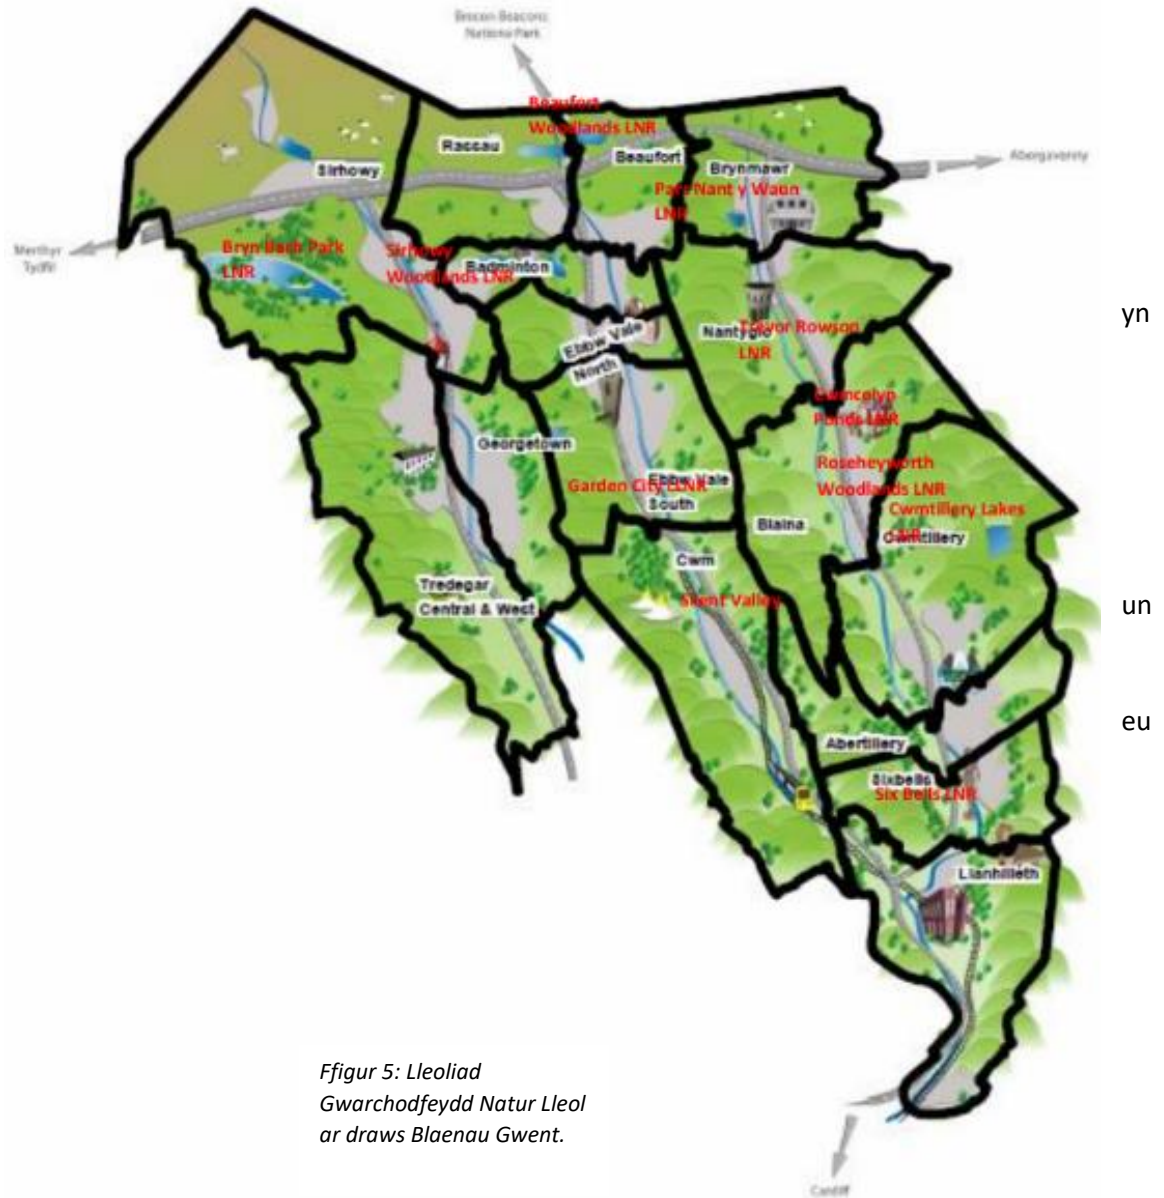 Brecon Beacons
National Park
Beaufort
Woodlands LNR
Rassau
Beaufort
Abergavenny
Sirhowy
Brynmawr
Parc Nant y Waun
LNR
Merthyr
Tydfil
Bryn Bach Park
LNR
Sirhowy
Woodlands LNR
Badminton
yn
Ebbw Vale
North
Nantyglo
Trevor Rowson
LNR
Cwmcelyn
Ponds LNR
Georgetown
Roseheyworth
Woodlands LNR
Garden City LLNR
Ebbw Vale
South
Cwmtillery Lakes
LNR
Blaina
Cwmtillery
Cwm
Tredegar
Central & West
Silent Valley
un
eu
Abertillery
Sixbells
Six Bells LNR
Llanhilleth
Ffigur 5: Lleoliad
Gwarchodfeydd Natur Lleol
ar draws Blaenau Gwent.
Cardiff